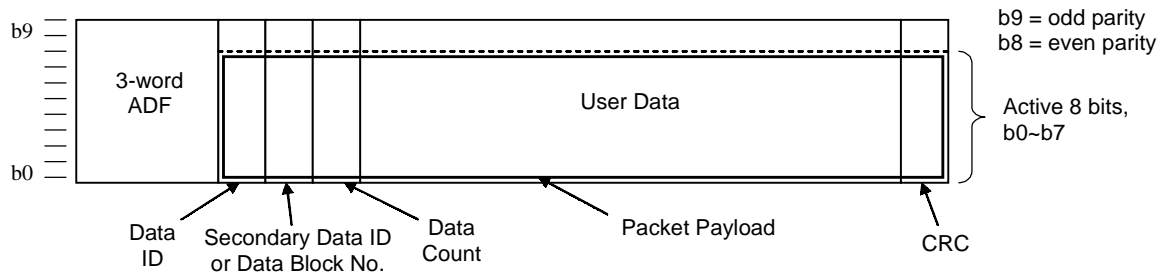 b9
b0
3-word
ADF
User Data
b9 = odd parity
b8 = even parity
Active 8 bits,
b0~b7
Data
ID
Secondary Data ID
or Data Block No.
Data
Count
Packet Payload
CRC